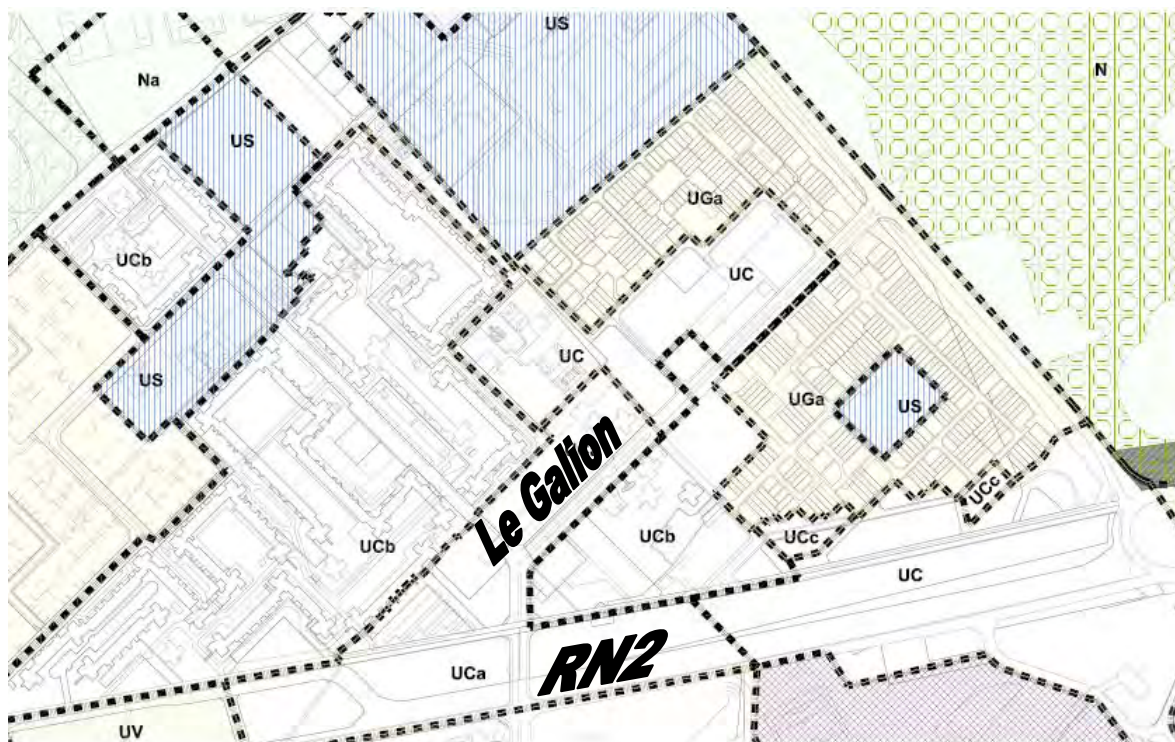 US
N
Na
US
UGa
UC
UCb
UC
US
UGa
US
Le Galion
UCc
UCb
UCb
UCc
UC
RN2
UCa
UV